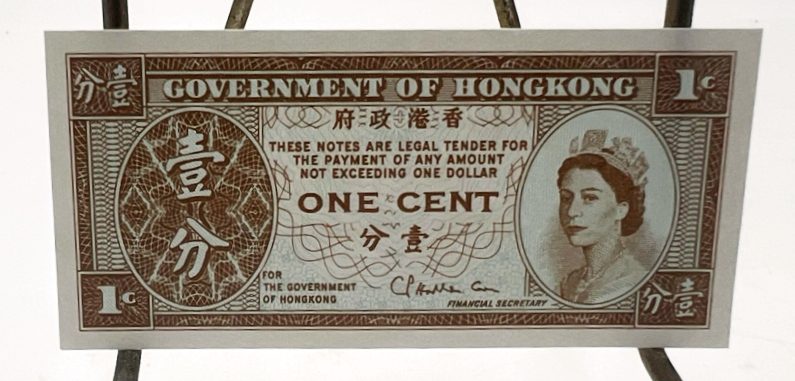 分壹
GOVERNMENT OF HONGKONG
1c
府政港香
THESE NOTES ARE LEGAL TENDER FOR
THE PAYMENT OF ANY AMOUNT
NOT EXCEEDING ONE DOLLAR
壹
分
ONE CENT
分壹
FOR
THE GOVERNMENT
OF HONGKONG
FINANCIAL SECRETARY
1c
分壹